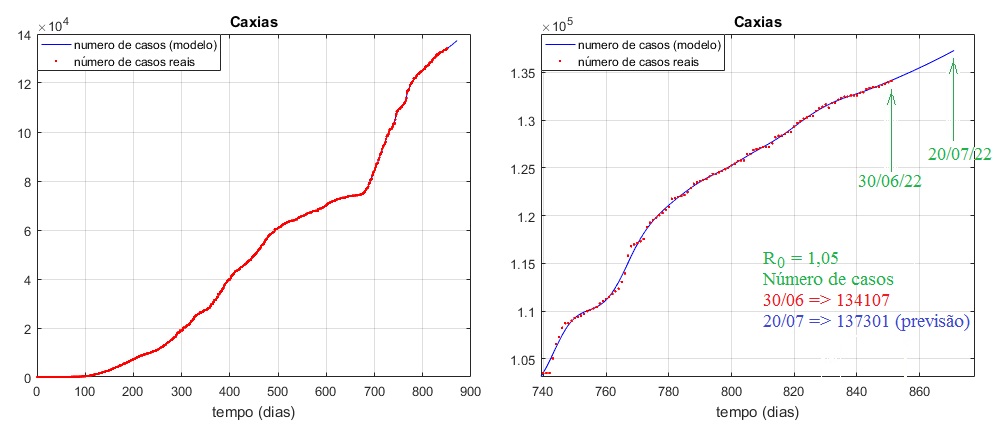 Caxias
×10⁴
numero de casos (modelo)
número de casos reais
14
12
10
8
6
4
2
0
0 100 200 300 400 500 600 700 800 900
tempo (dias)
Caxias
×10⁵
numero de casos (modelo)
número de casos reais
1.35
1.3
1.25
1.2
1.15
1.1
1.05
20/07/22
30/06/22
R₀ = 1,05
Número de casos
30/06 => 134107
20/07 => 137301 (previsão)
740 760 780 800 820 840 860
tempo (dias)